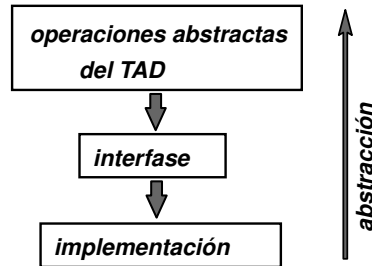 operaciones abstractas
del TAD
interfase
implementación
abstracción